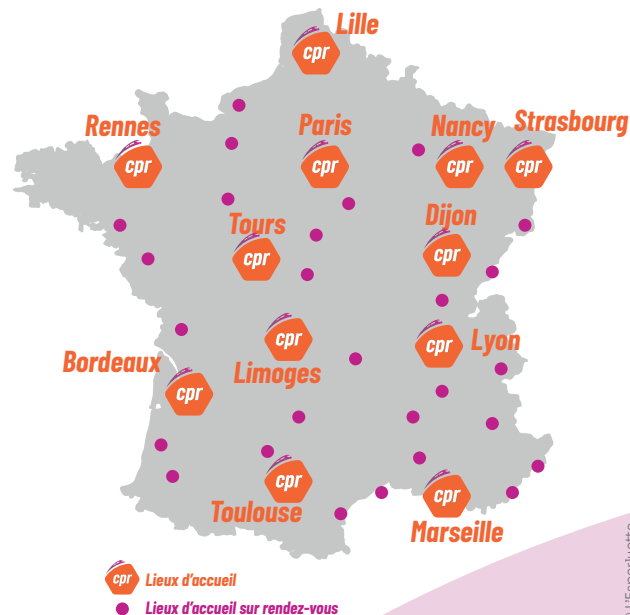 Lille
cpr
Rennes
cpr
Paris
cpr
Nancy
cpr
Strasbourg
cpr
Tours
cpr
Dijon
cpr
Limoges
cpr
Lyon
cpr
Bordeaux
cpr
Toulouse
cpr
Marseille
cpr
cpr Lieux d'accueil
Lieux d'accueil sur rendez-vous